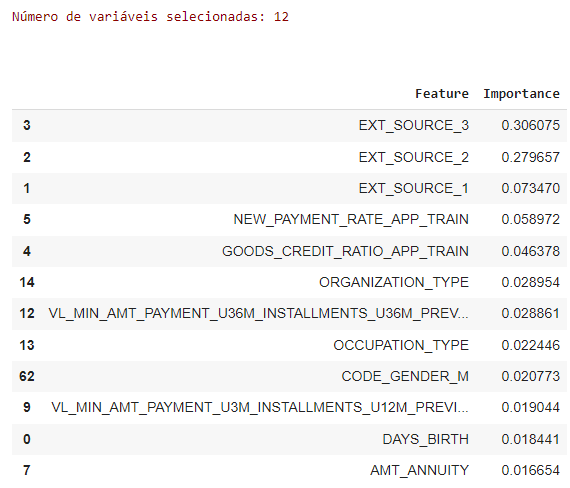 Número de variáveis selecionadas: 12
Feature Importance
3 EXT_SOURCE_3 0.306075
2 EXT_SOURCE_2 0.279657
1 EXT_SOURCE_1 0.073470
5 NEW_PAYMENT_RATE_APP_TRAIN 0.058972
4 GOODS_CREDIT_RATIO_APP_TRAIN 0.046378
14 ORGANIZATION_TYPE 0.028954
12 VL_MIN_AMT_PAYMENT_U36M_INSTALLMENTS_U36M_PREV... 0.028861
13 OCCUPATION_TYPE 0.022446
62 CODE_GENDER_M 0.020773
9 VL_MIN_AMT_PAYMENT_U3M_INSTALLMENTS_U12M_PREVI... 0.019044
0 DAYS_BIRTH 0.018441
7 AMT_ANNUITY 0.016654